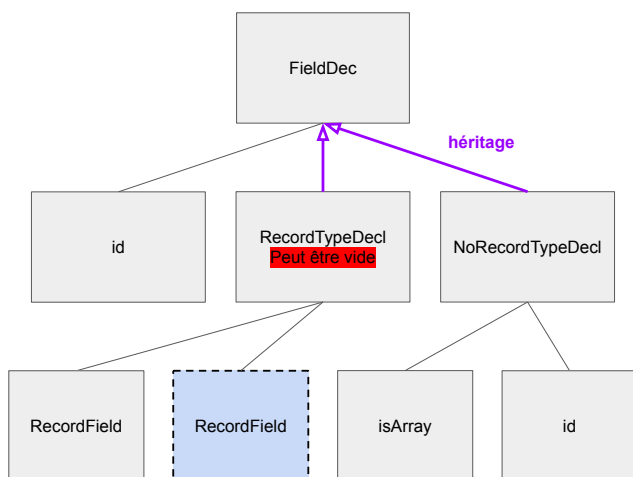 FieldDec
héritage
id
RecordTypeDecl
Peut être vide
NoRecordTypeDecl
RecordField
RecordField
isArray
id